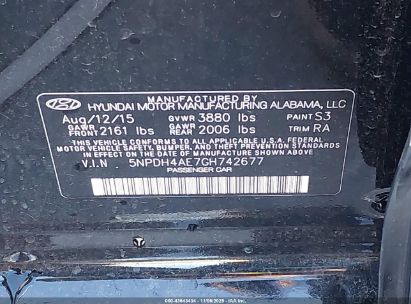 HYUNDAI MOTOR MANUFACTURING ALABAMA, LLC
Aug/12/15 GVWR 3880 lbs PAINT S3
GAWR FRONT 2161 lbs GAWR REAR 2006 lbs TRIM RA
THIS VEHICLE CONFORMS TO ALL APPLICABLE U.S.A. FEDERAL
MOTOR VEHICLE SAFETY, BUMPER, AND THEFT PREVENTION
STANDARDS IN EFFECT ON THE DATE OF MANUFACTURE SHOWN ABOVE.
V.I.N 5NPDH4AE7GH742677
PASSENGER CAR